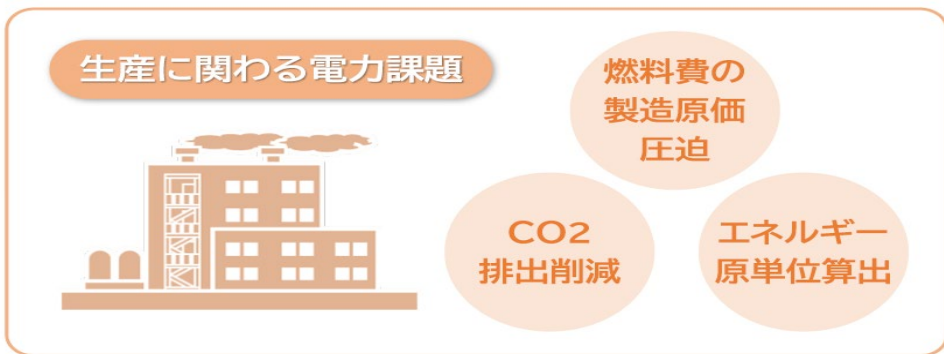 生産に関わる電力課題
燃料費の
製造原価
圧迫
CO2
排出削減
エネルギー
原単位算出